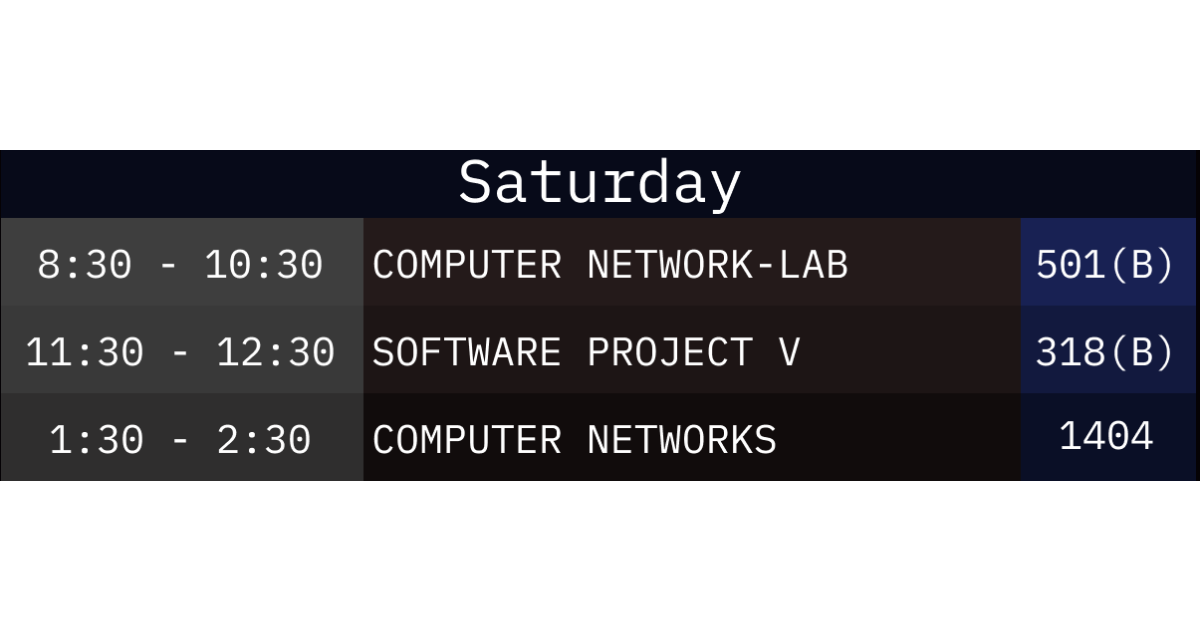 Saturday
8:30 - 10:30 COMPUTER NETWORK-LAB 501(B)
11:30 - 12:30 SOFTWARE PROJECT V 318(B)
1:30 - 2:30 COMPUTER NETWORKS 1404